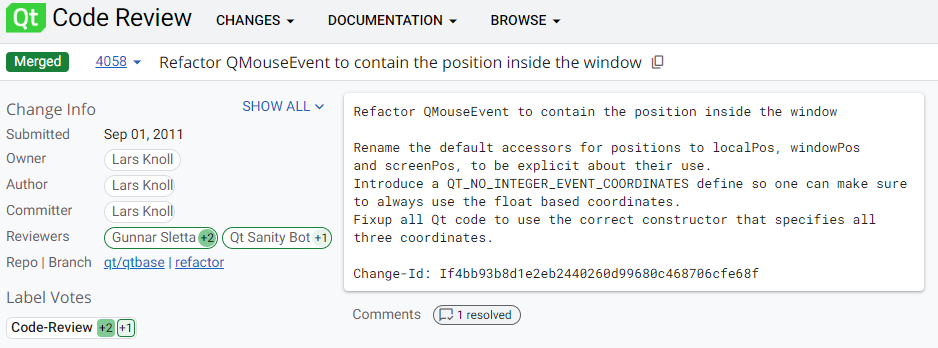 Qt Code Review CHANGES DOCUMENTATION BROWSE
Merged 4058 Refactor QMouseEvent to contain the position inside the window
Change Info SHOW ALL
Submitted Sep 01, 2011
Owner Lars Knoll
Author Lars Knoll
Committer Lars Knoll
Reviewers Gunnar Sletta +2 Qt Sanity Bot +1
Repo | Branch qt/qtbase | refactor
Label Votes
Code-Review +2 +1
Refactor QMouseEvent to contain the position inside the window
Rename the default accessors for positions to localPos, windowPos
and screenPos, to be explicit about their use.
Introduce a QT_NO_INTEGER_EVENT_COORDINATES define so one can make sure
to always use the float based coordinates.
Fixup all Qt code to use the correct constructor that specifies all
three coordinates.
Change-Id: If4bb93b8d1e2eb2440260d99680c468706cfe68f
Comments 1 resolved